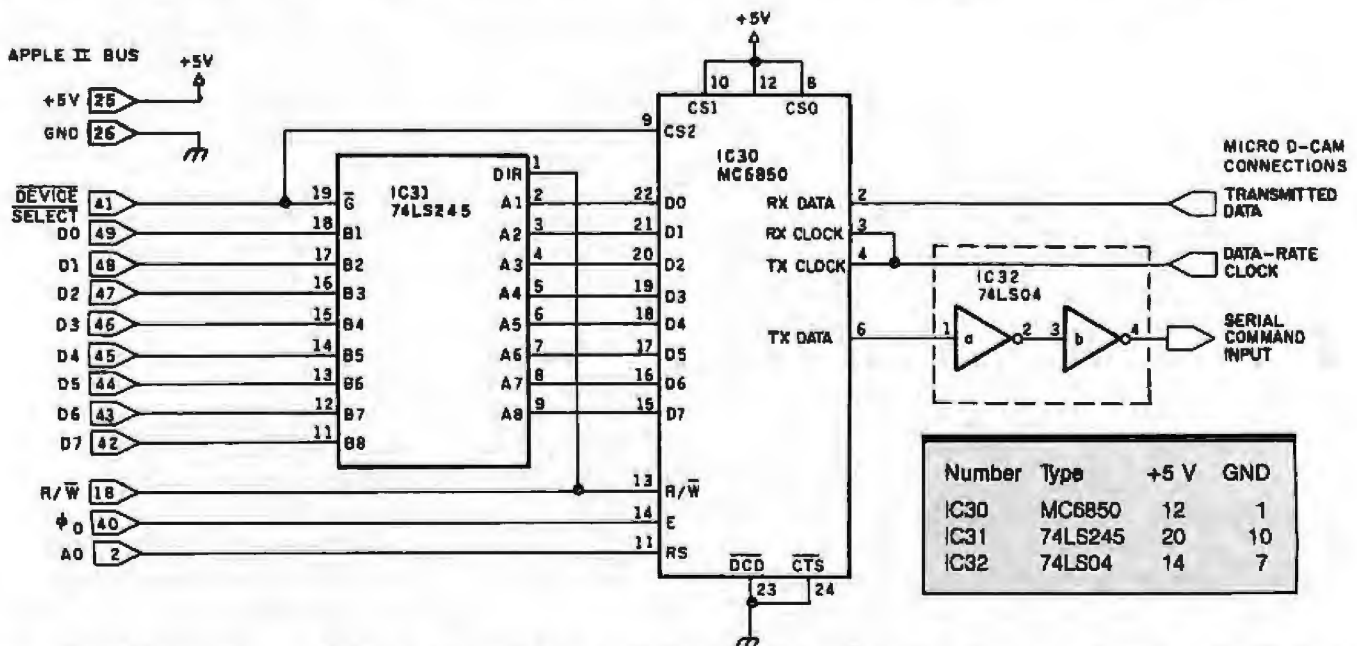 APPLE II BUS
+5V
+5V 25
GND 26
DEVICE SELECT 41
D0 49
D1 48
D2 47
D3 46
D4 45
D5 44
D6 43
D7 42
R/W 18
ϕ0 40
A0 2
IC31
74LS245
1
DIR
19 G
18 B1
17 B2
16 B3
15 B4
14 B5
13 B6
12 B7
11 B8
A1 2
A2 3
A3 4
A4 5
A5 6
A6 7
A7 8
A8 9
+5V
10 12 8
CS1 CS0
9 CS2
IC30
MC6850
22 D0
21 D1
20 D2
19 D3
18 D4
17 D5
16 D6
15 D7
13 R/W
14 E
11 RS
RX DATA 2
RX CLOCK 3
TX CLOCK 4
TX DATA 6
DCD CTS
23 24
IC32
74LS04
1 a 2 3 b 4
MICRO D-CAM
CONNECTIONS
TRANSMITTED
DATA
DATA-RATE
CLOCK
SERIAL
COMMAND
INPUT
Number Type +5 V GND
IC30 MC6850 12 1
IC31 74LS245 20 10
IC32 74LS04 14 7